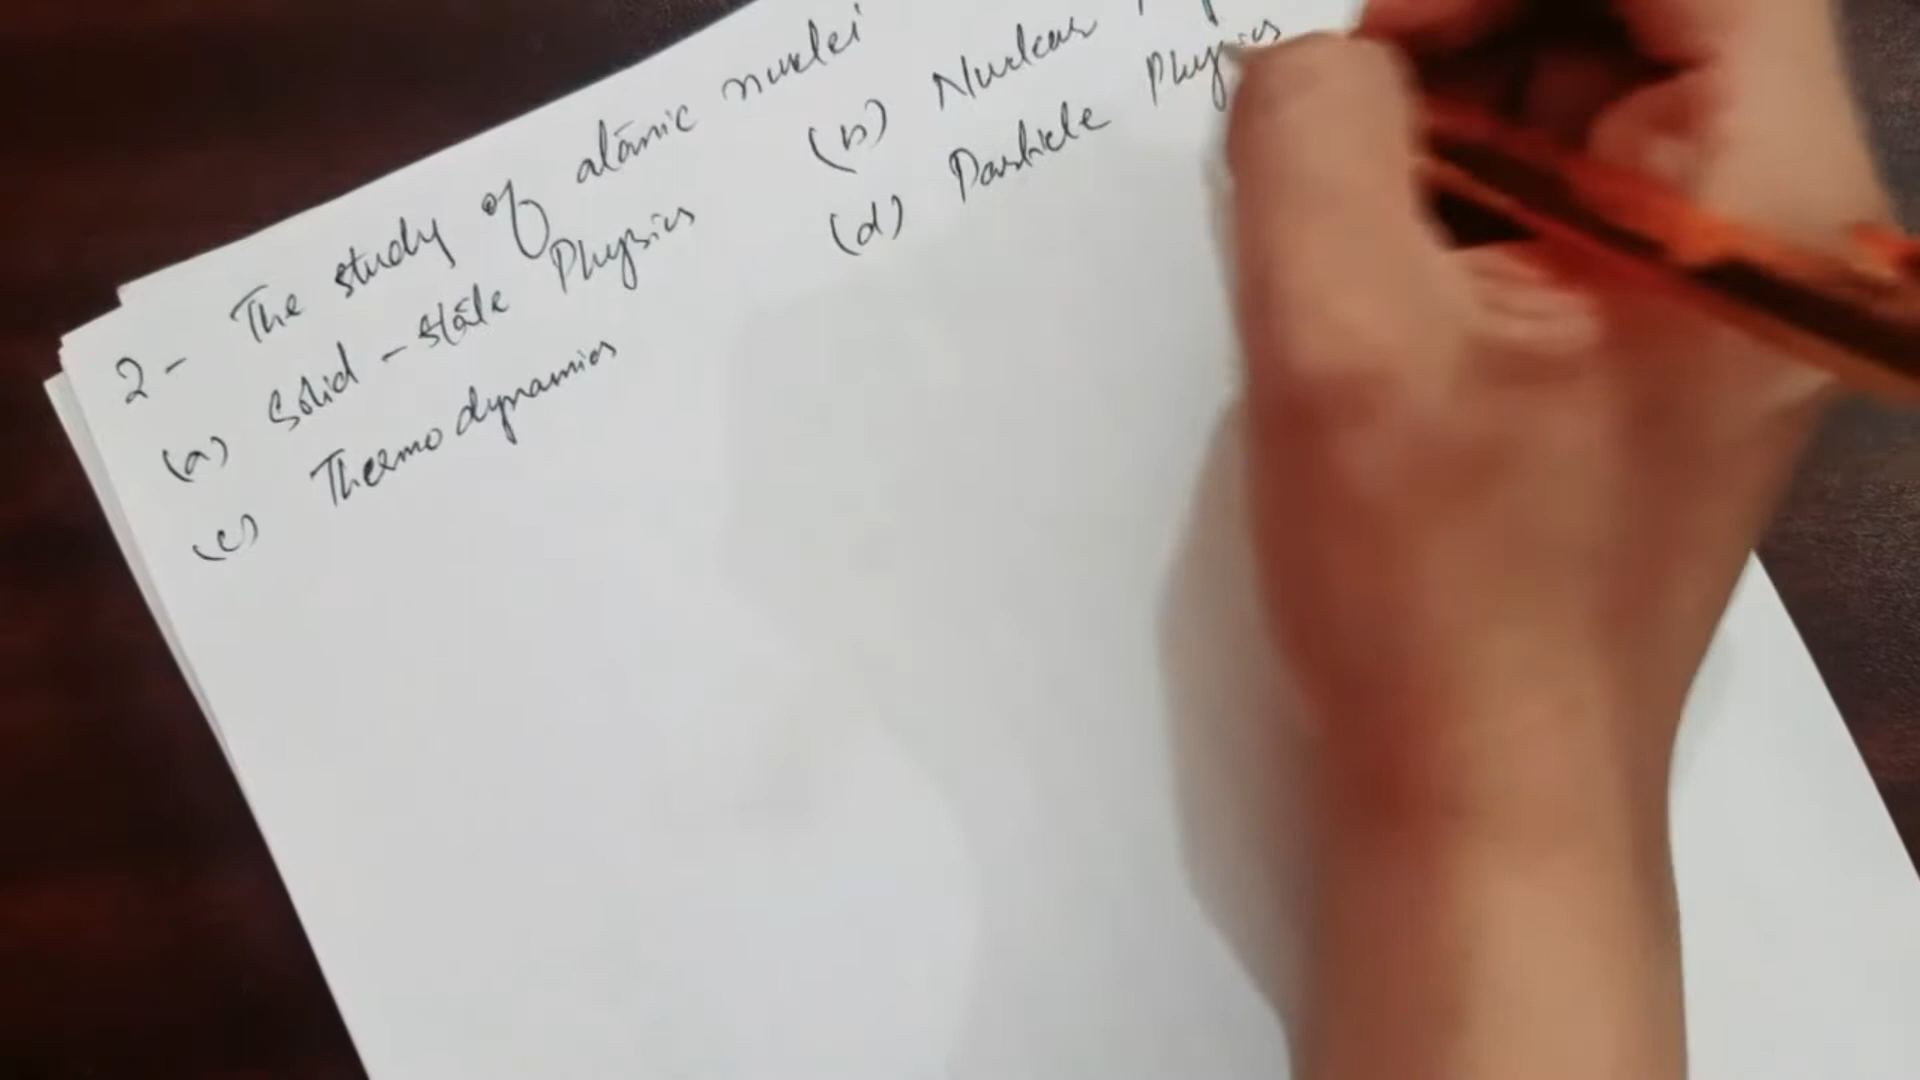 2- The study of atomic nuclei
(a) Solid-state Physics (b) Nuclear
(c) Thermodynamics (d) Particle Physics